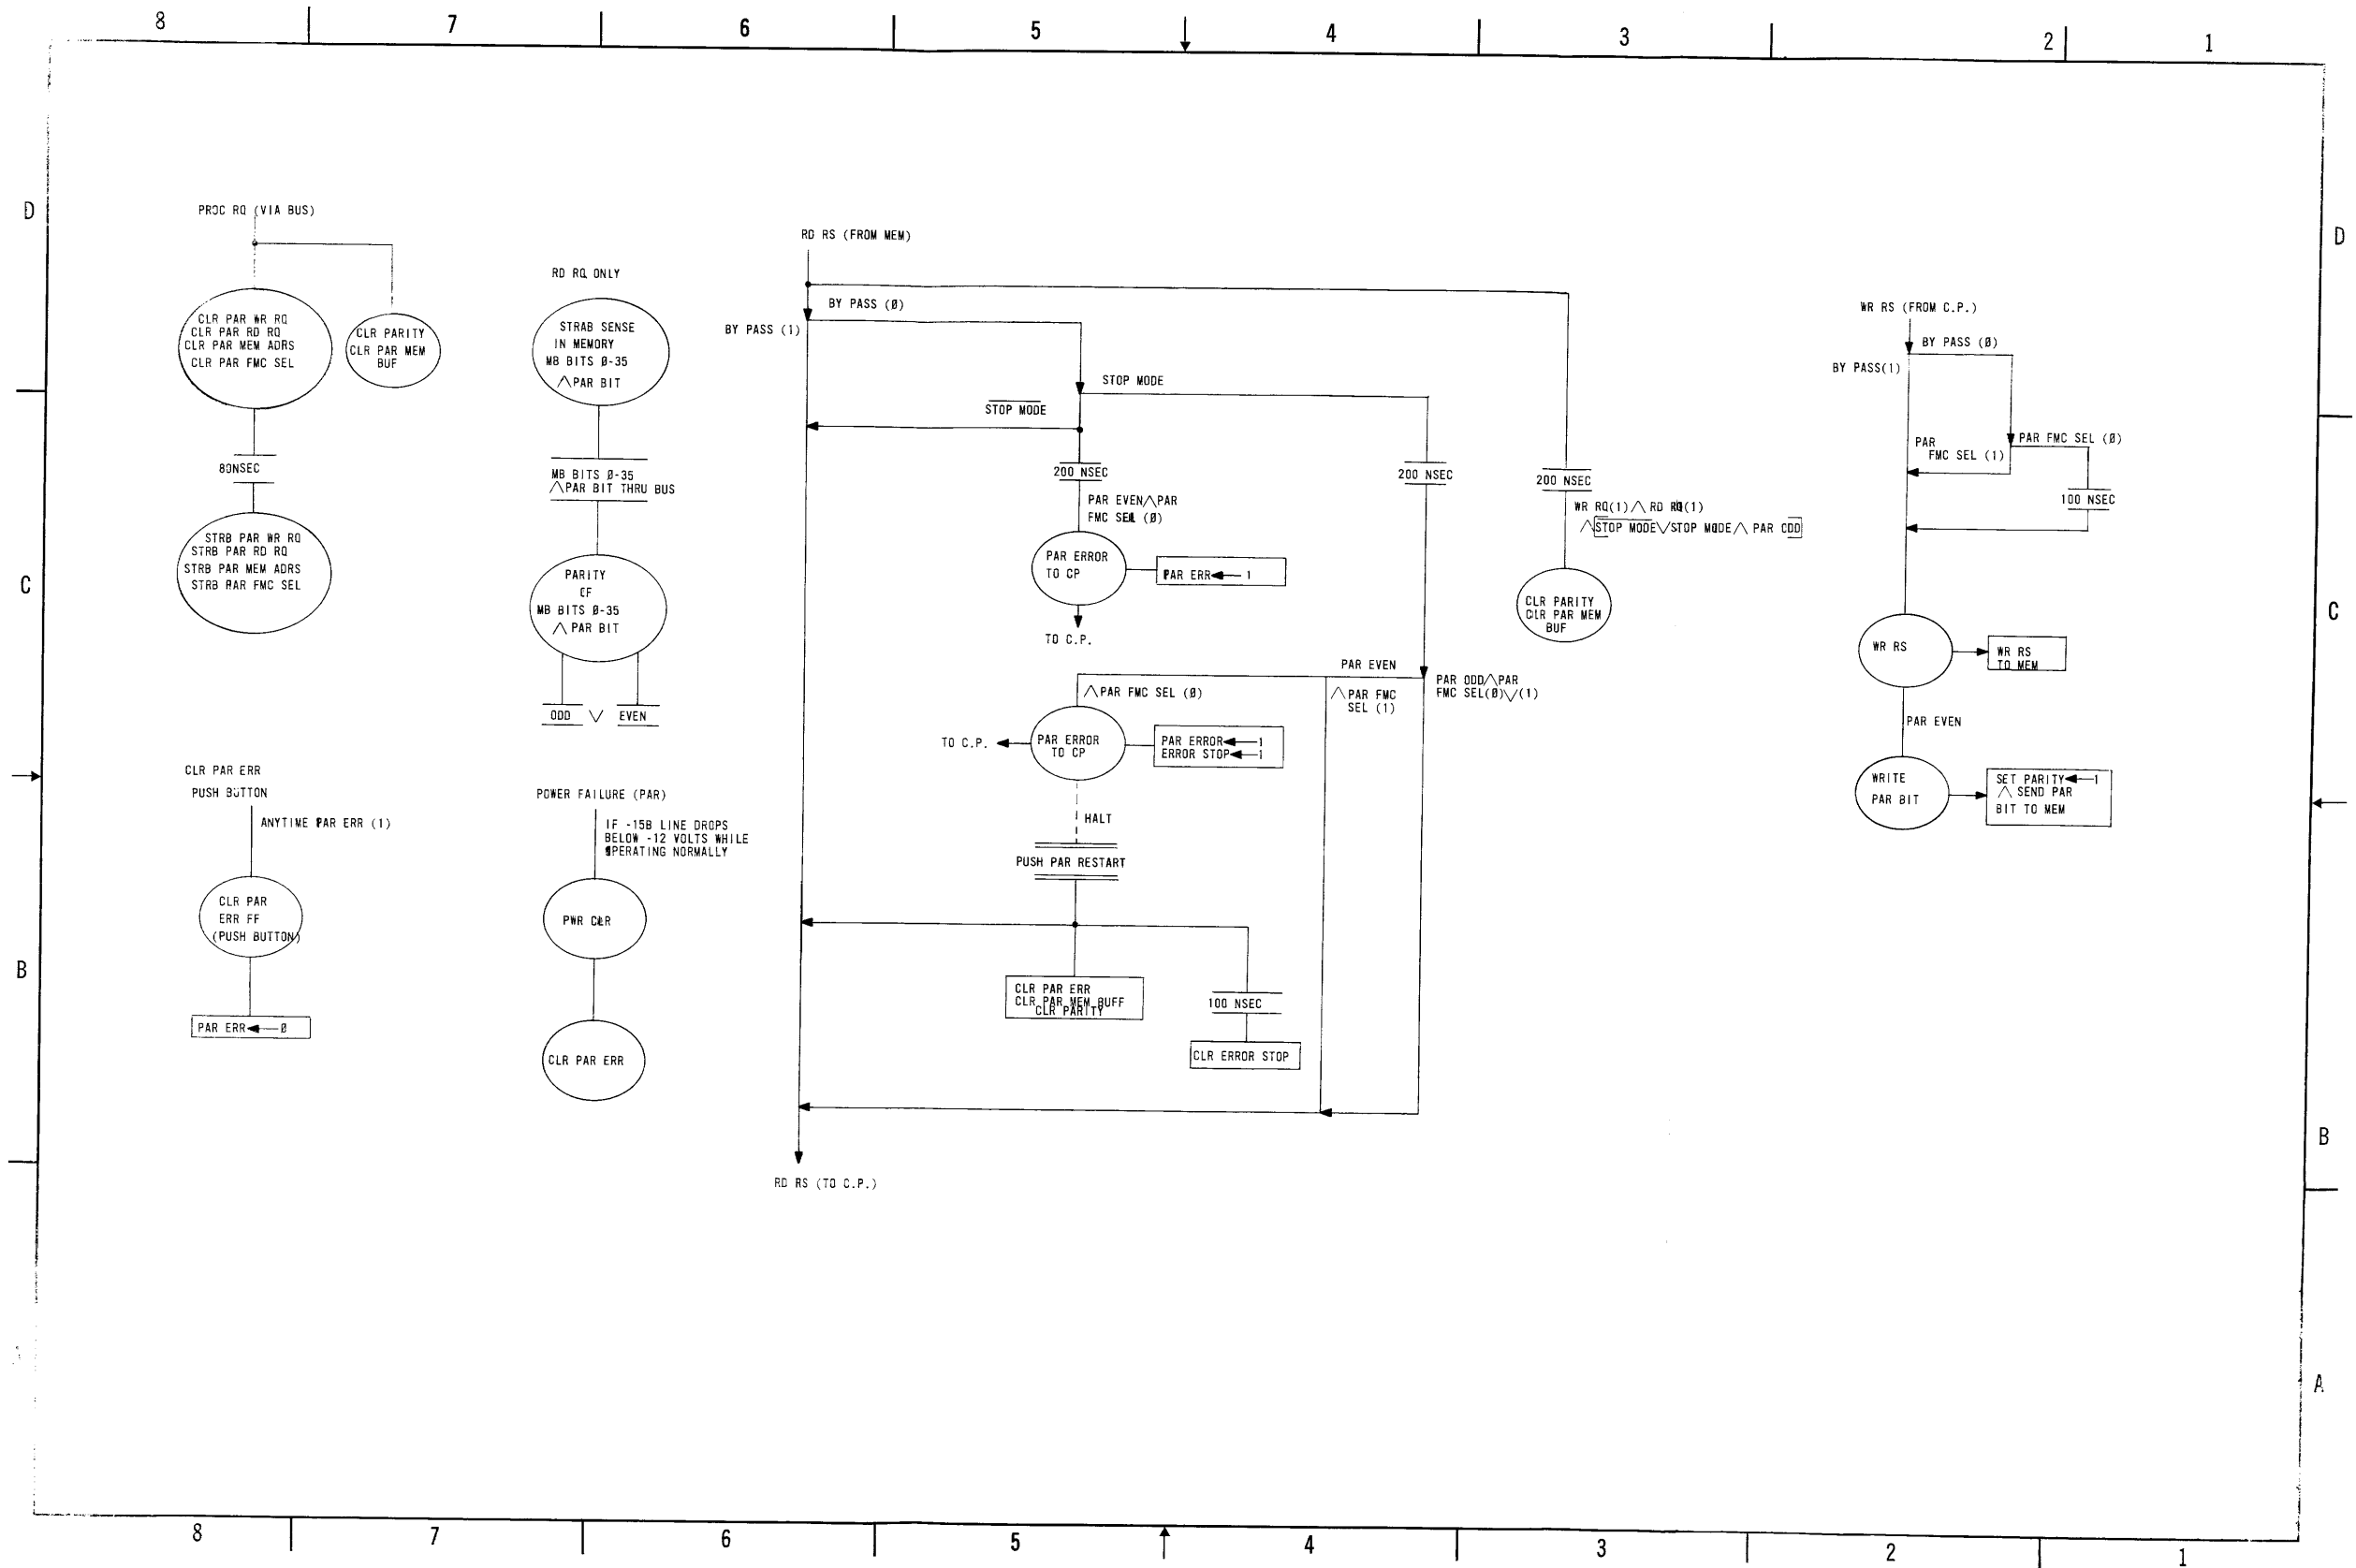 8 7 6 5 4 3 2 1
D
D
PROC RQ (VIA BUS)
CLR PAR WR RQ
CLR PAR RD RQ
CLR PAR MEM ADRS
CLR PAR FMC SEL
CLR PARITY
CLR PAR MEM
BUF
80NSEC
STRB PAR WR RQ
STRB PAR RD RQ
STRB PAR MEM ADRS
STRB PAR FMC SEL
CLR PAR ERR
PUSH BUTTON
ANYTIME PAR ERR (1)
CLR PAR
ERR FF
(PUSH BUTTON)
PAR ERR ◄— Ø
RD RQ ONLY
STRAB SENSE
IN MEMORY
MB BITS Ø-35
∧ PAR BIT
MB BITS Ø-35
∧ PAR BIT THRU BUS
PARITY
OF
MB BITS Ø-35
∧ PAR BIT
ODD ∨ EVEN
POWER FAILURE (PAR)
IF -15B LINE DROPS
BELOW -12 VOLTS WHILE
OPERATING NORMALLY
PWR CLR
CLR PAR ERR
RD RS (FROM MEM)
BY PASS (Ø)
BY PASS (1)
STOP MODE
STOP MODE
200 NSEC
200 NSEC
200 NSEC
PAR EVEN ∧ PAR
FMC SEL (Ø)
PAR ERROR
TO CP
PAR ERR ◄— 1
TO C.P.
WR RQ(1) ∧ RD RQ(1)
∧ [STOP MODE ∨ STOP MODE ∧ PAR ODD]
CLR PARITY
CLR PAR MEM
BUF
PAR EVEN
∧ PAR FMC SEL (Ø)
∧ PAR FMC
SEL (1)
PAR ODD ∧ PAR
FMC SEL(Ø) ∨ (1)
TO C.P.
PAR ERROR
TO CP
PAR ERROR ◄— 1
ERROR STOP ◄— 1
HALT
PUSH PAR RESTART
CLR PAR ERR
CLR PAR MEM BUFF
CLR PARITY
100 NSEC
CLR ERROR STOP
RD RS (TO C.P.)
WR RS (FROM C.P.)
BY PASS (Ø)
BY PASS(1)
PAR FMC SEL (Ø)
PAR
FMC SEL (1)
100 NSEC
WR RS
WR RS
TO MEM
PAR EVEN
WRITE
PAR BIT
SET PARITY ◄— 1
∧ SEND PAR
BIT TO MEM
C
C
B
B
A
8 7 6 5 4 3 2 1